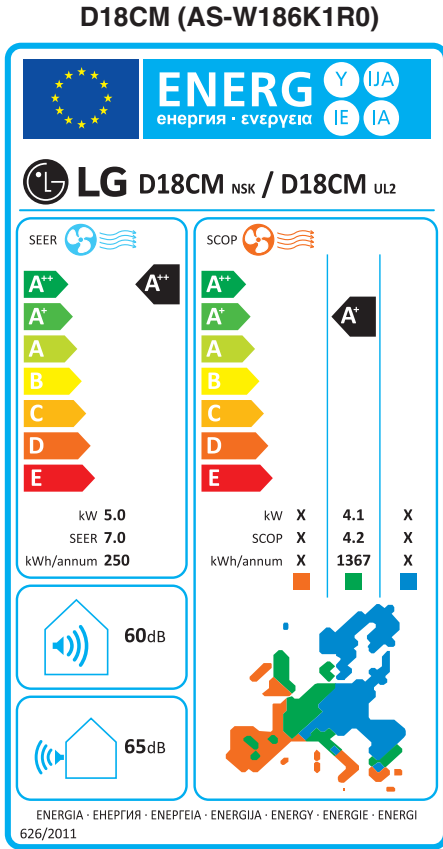 D18CM (AS-W186K1R0)
ENERG Y IJA
енергия · ενεργεια IE IA
LG D18CM NSK / D18CM UL2
SEER
A++
A+
A
B
C
D
E
A++
kW 5.0
SEER 7.0
kWh/annum 250
SCOP
A++
A+
A
B
C
D
E
A+
kW X 4.1 X
SCOP X 4.2 X
kWh/annum X 1367 X
60dB
65dB
ENERGIA · ЕНЕРГИЯ · ΕΝΕΡΓΕΙΑ · ENERGIJA · ENERGY · ENERGIE · ENERGI
626/2011